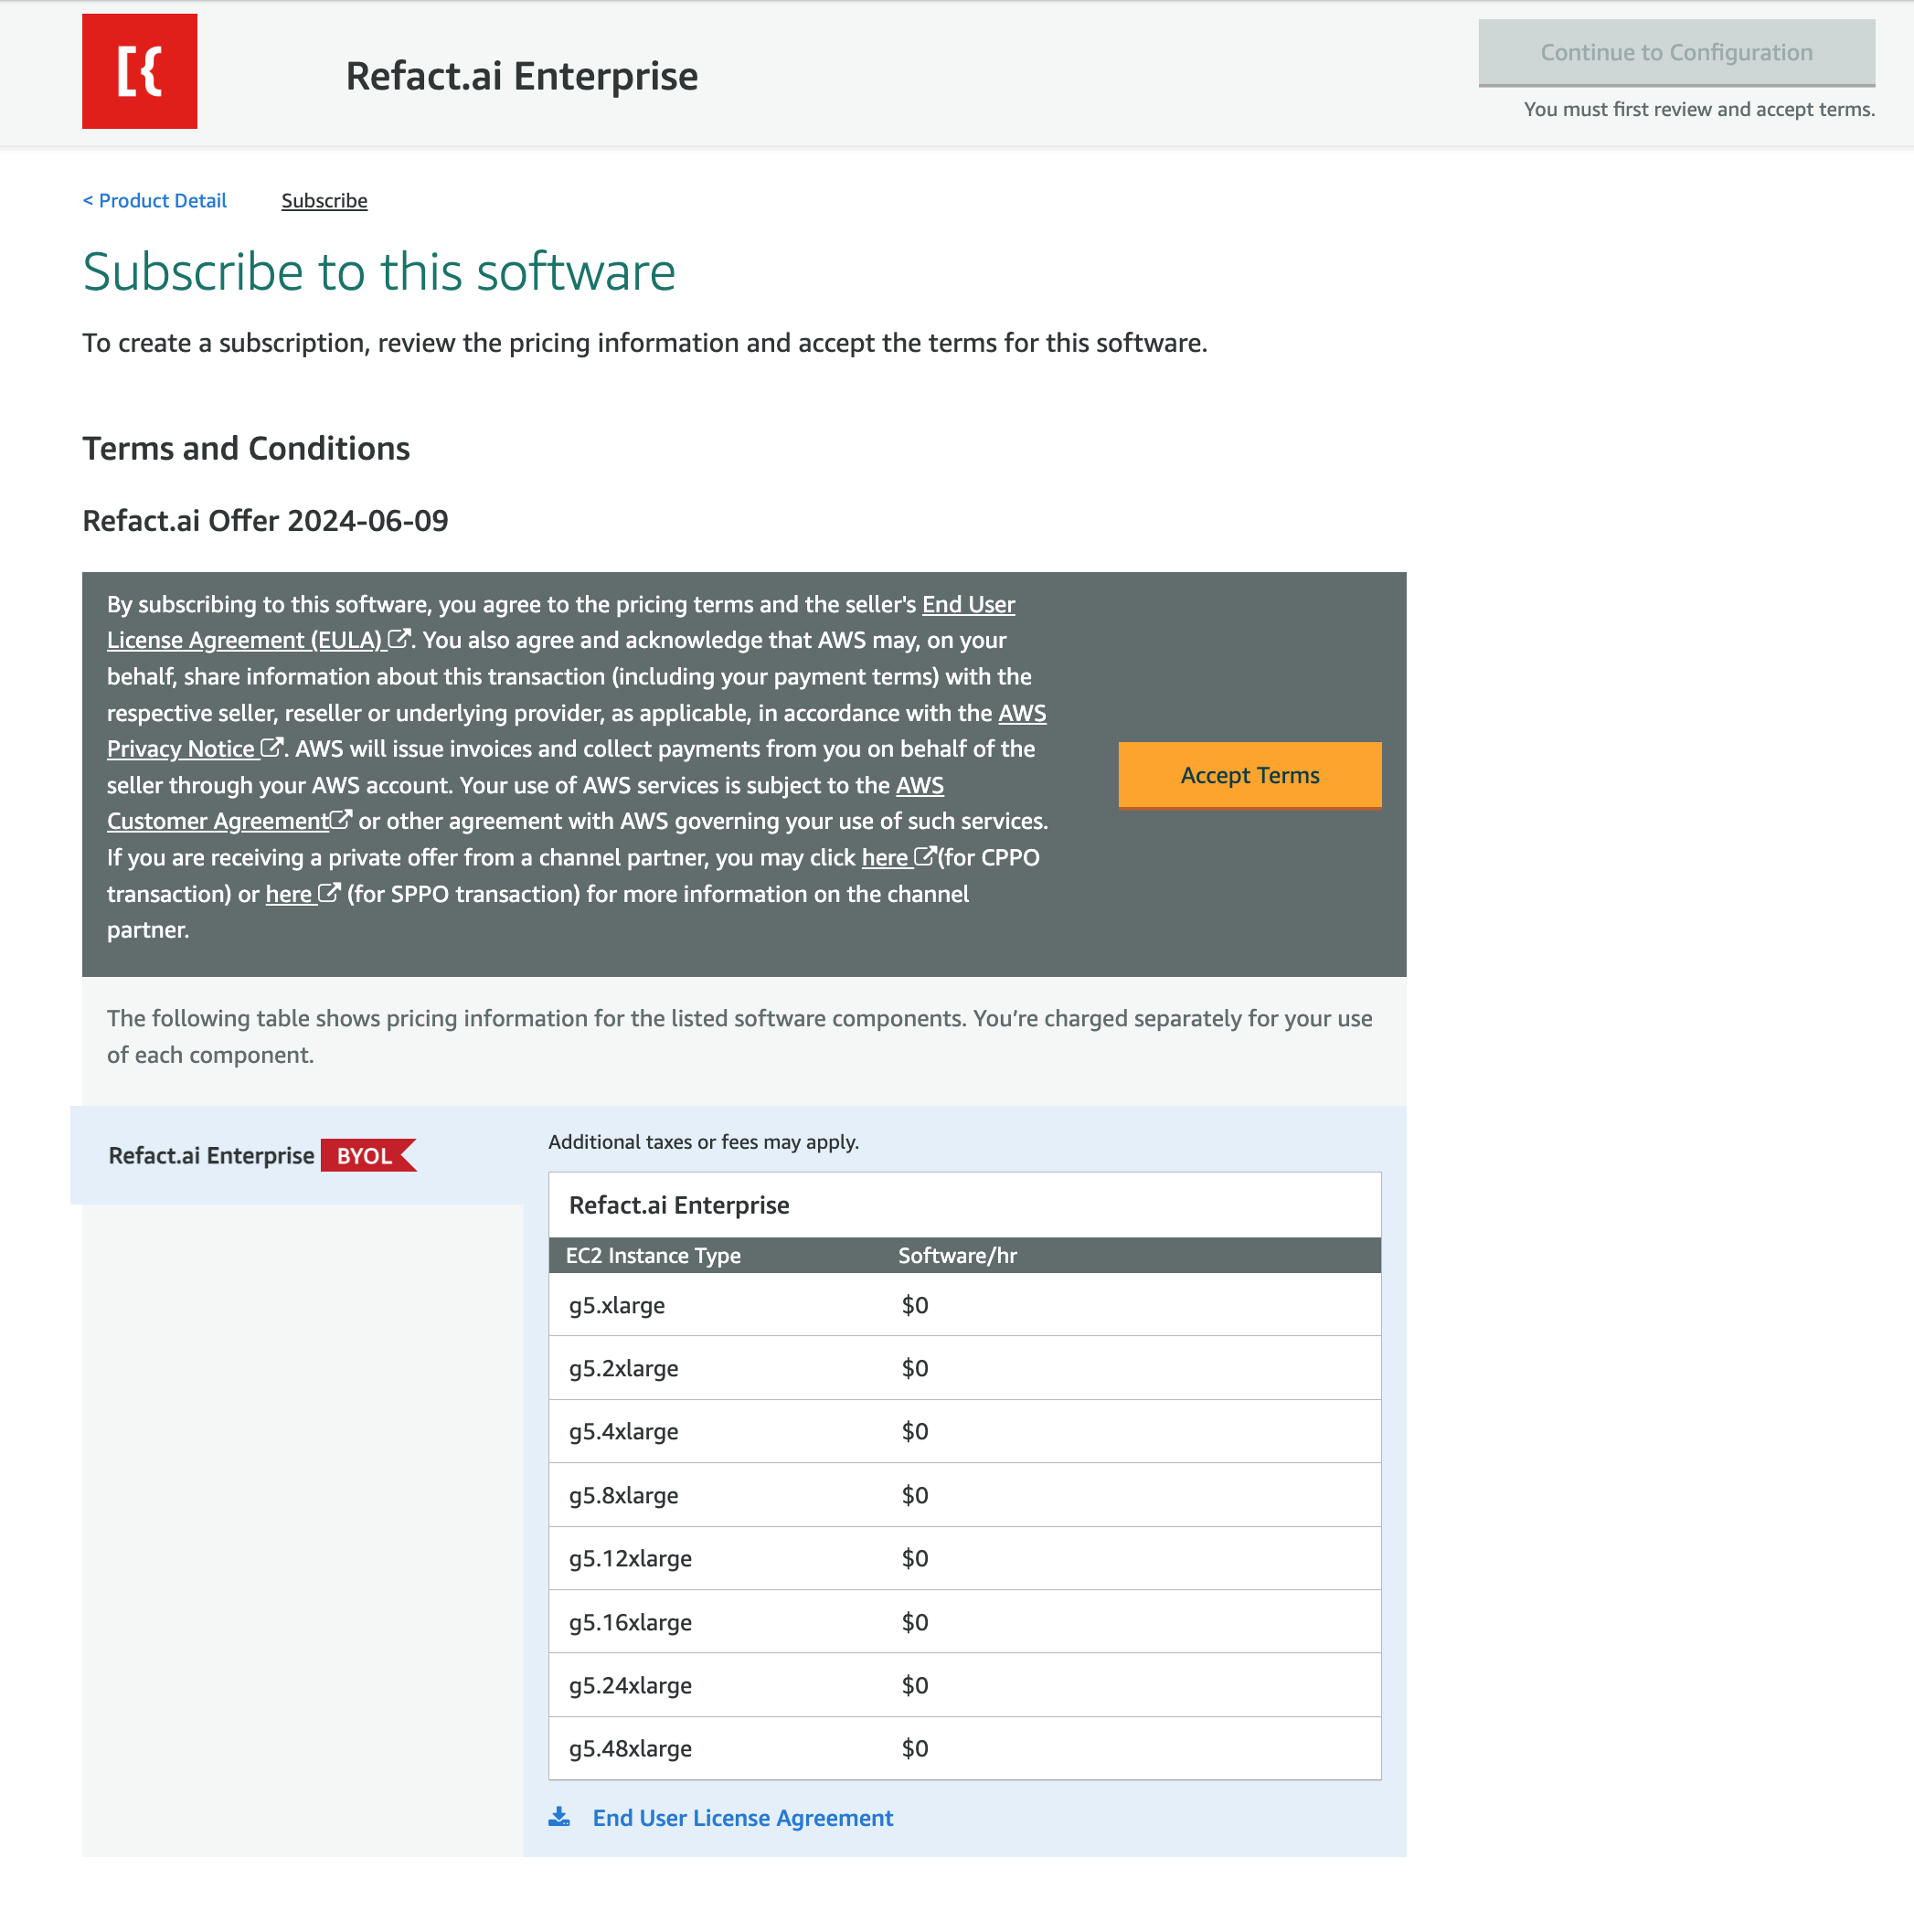 [{
Refact.ai Enterprise
Continue to Configuration
You must first review and accept terms.
< Product Detail
Subscribe
Subscribe to this software
To create a subscription, review the pricing information and accept the terms for this software.
Terms and Conditions
Refact.ai Offer 2024-06-09
By subscribing to this software, you agree to the pricing terms and the seller's End User
License Agreement (EULA) . You also agree and acknowledge that AWS may, on your
behalf, share information about this transaction (including your payment terms) with the
respective seller, reseller or underlying provider, as applicable, in accordance with the AWS
Privacy Notice . AWS will issue invoices and collect payments from you on behalf of the
seller through your AWS account. Your use of AWS services is subject to the AWS
Customer Agreement or other agreement with AWS governing your use of such services.
If you are receiving a private offer from a channel partner, you may click here (for CPPO
transaction) or here (for SPPO transaction) for more information on the channel
partner.
Accept Terms
The following table shows pricing information for the listed software components. You’re charged separately for your use
of each component.
Refact.ai Enterprise BYOL
Additional taxes or fees may apply.
Refact.ai Enterprise
EC2 Instance Type Software/hr
g5.xlarge $0
g5.2xlarge $0
g5.4xlarge $0
g5.8xlarge $0
g5.12xlarge $0
g5.16xlarge $0
g5.24xlarge $0
g5.48xlarge $0
End User License Agreement